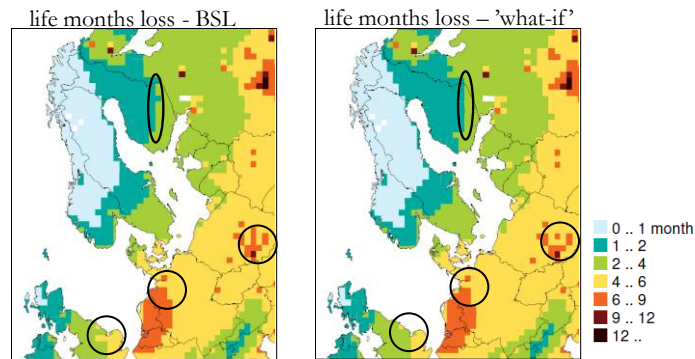 life months loss - BSL
life months loss – ’what-if’
0 .. 1 month
1 .. 2
2 .. 4
4 .. 6
6 .. 9
9 .. 12
12 ..